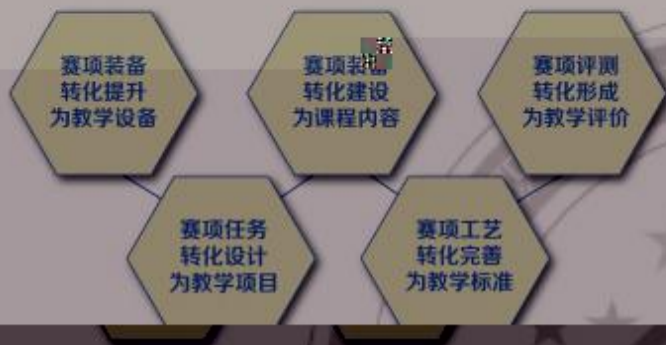 赛项装备
转化提升
为教学设备
赛项装备
转化建设
为课程内容
赛项评测
转化形成
为教学评价
赛项任务
转化设计
为教学项目
赛项工艺
转化完善
为教学标准